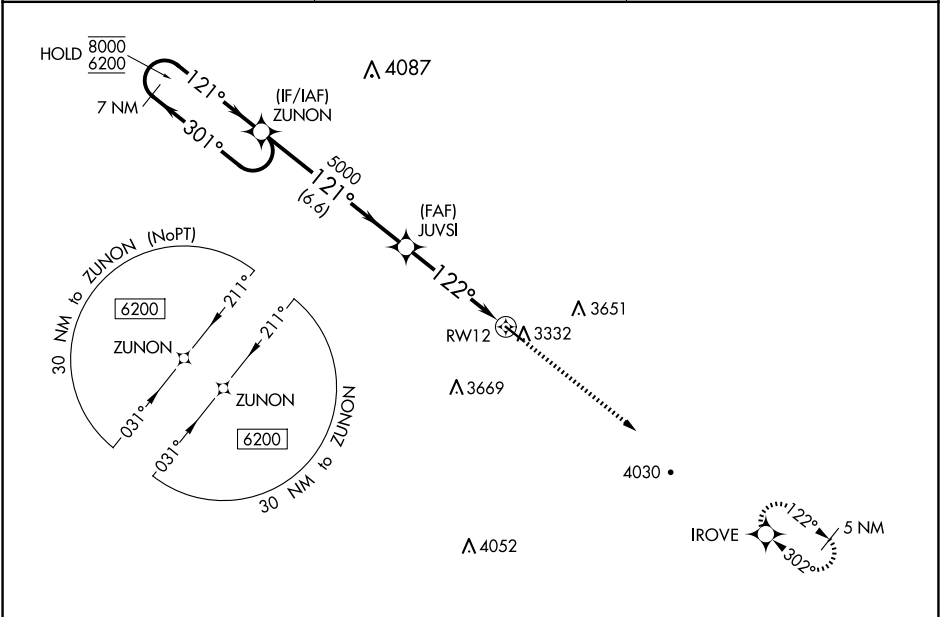 HOLD 8000
6200
7 NM
121°
301°
(IF/IAF)
ZUNON
4087
5000
121°
(6.6)
(FAF)
JUVSI
122°
RW12
3332
3651
3669
4030
4052
IROVE
122°
302°
5 NM
30 NM to ZUNON (NoPT)
6200
211°
ZUNON
031°
211°
ZUNON
6200
031°
30 NM to ZUNON